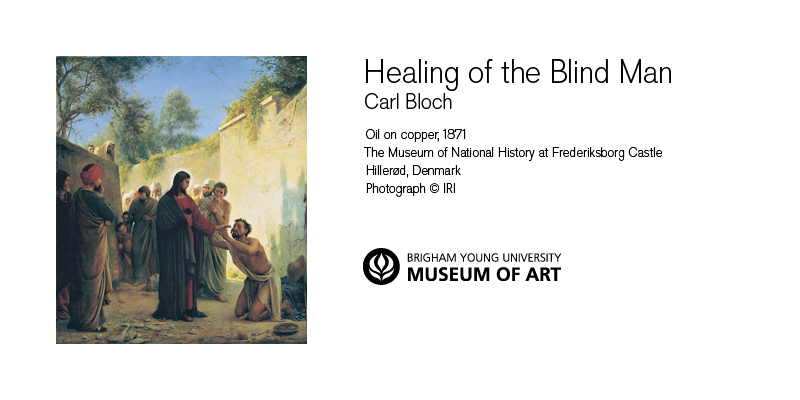 Healing of the Blind Man
Carl Bloch
Oil on copper, 1871
The Museum of National History at Frederiksborg Castle
Hillerød, Denmark
Photograph © IRI
BRIGHAM YOUNG UNIVERSITY
MUSEUM OF ART